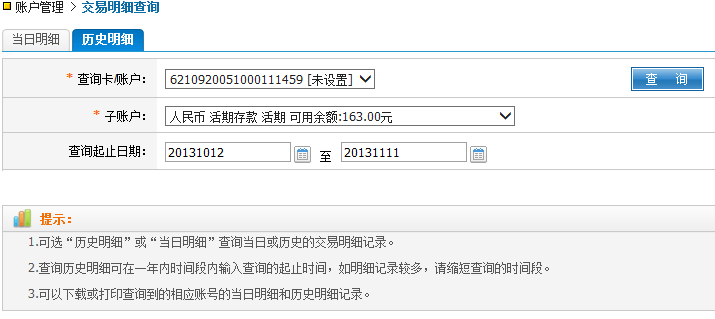 账户管理 > 交易明细查询
当日明细 历史明细
* 查询卡/账户： 6210920051000111459 [未设置] 查 询
* 子账户： 人民币 活期存款 活期 可用余额:163.00元
查询起止日期： 20131012 至 20131111
提示：
1.可选“历史明细”或“当日明细”查询当日或历史的交易明细记录。
2.查询历史明细可在一年内时间段内输入查询的起止时间，如明细记录较多，请缩短查询的时间段。
3.可以下载或打印查询到的相应账号的当日明细和历史明细记录。